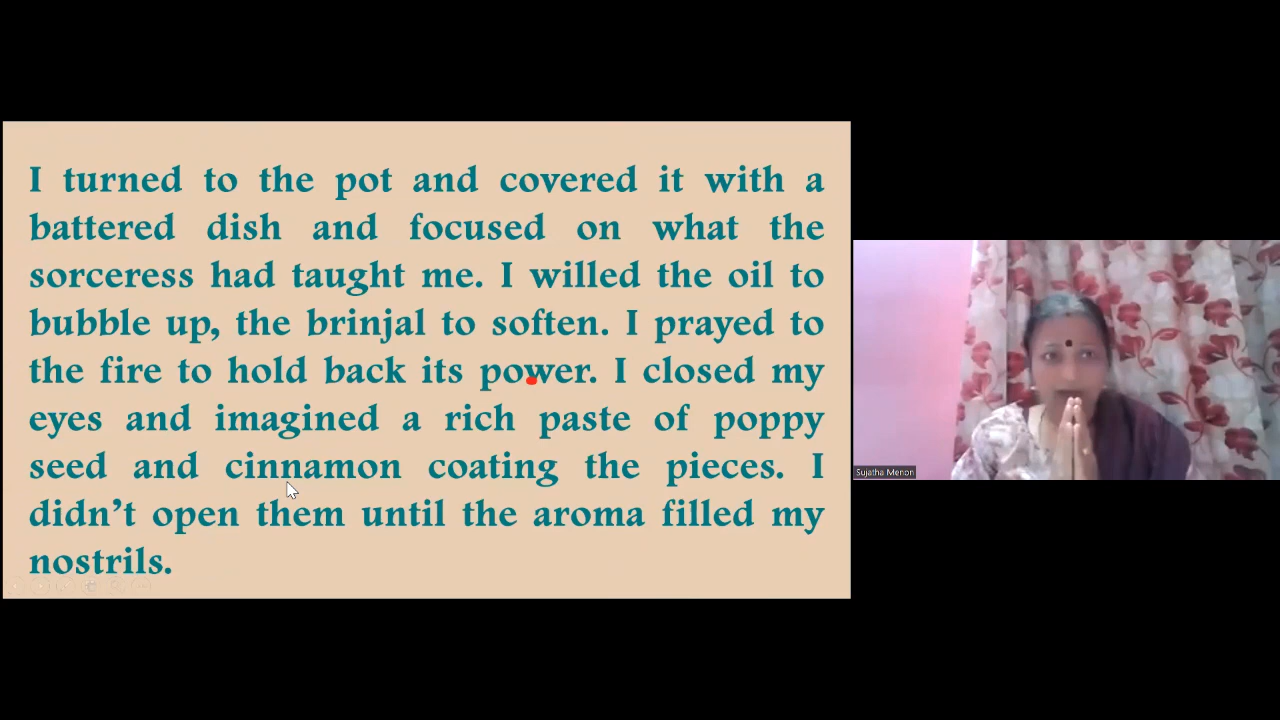 I turned to the pot and covered it with a
battered dish and focused on what the
sorceress had taught me. I willed the oil to
bubble up, the brinjal to soften. I prayed to
the fire to hold back its power. I closed my
eyes and imagined a rich paste of poppy
seed and cinnamon coating the pieces. I
didn’t open them until the aroma filled my
nostrils.
Sujatha Menon